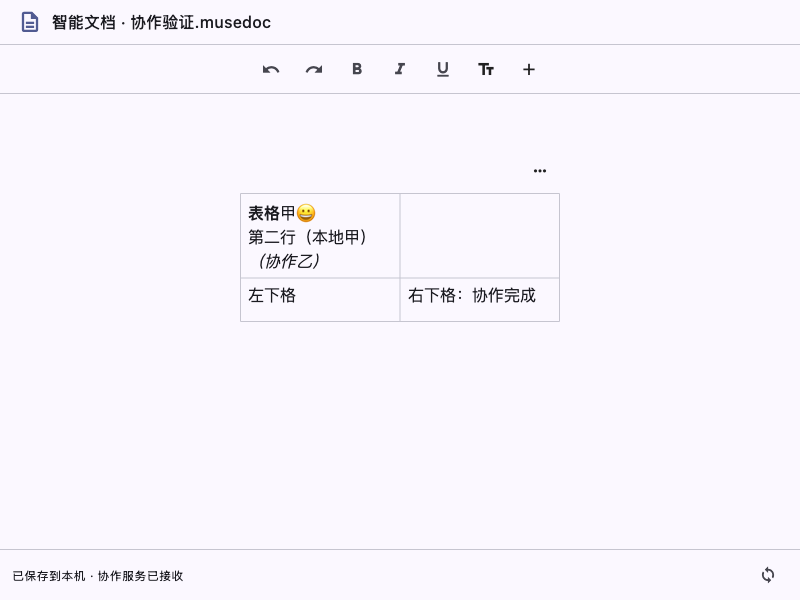 智能文档 · 协作验证.musedoc
B I U Tт +
表格甲😀
第二行（本地甲）
（协作乙）
左下格
右下格：协作完成
已保存到本机 · 协作服务已接收